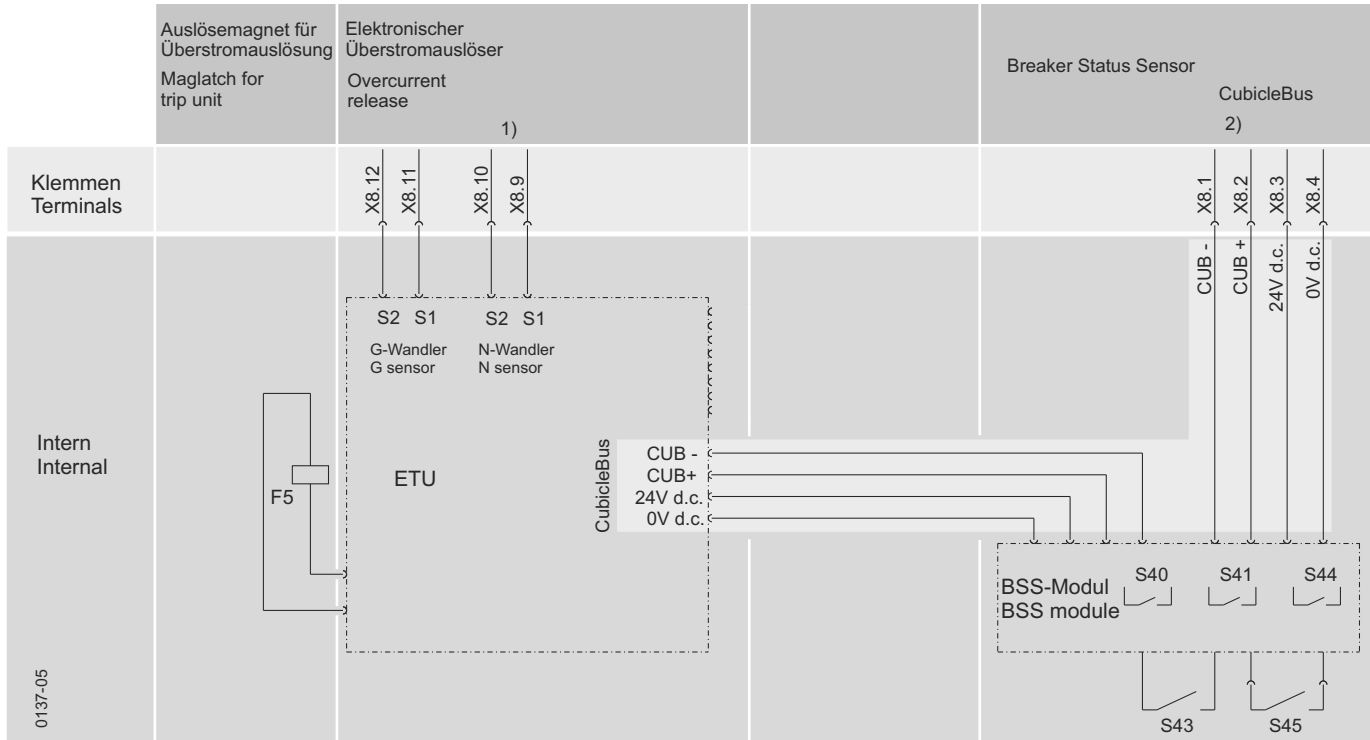 Auslösemagnet für
Überstromauslösung
Maglatch for
trip unit
Elektronischer
Überstromauslöser
Overcurrent
release
1)
Breaker Status Sensor
CubicleBus
2)
Klemmen
Terminals
X8.12
X8.11
X8.10
X8.9
X8.1
X8.2
X8.3
X8.4
CUB -
CUB +
24V d.c.
0V d.c.
S2 S1 S2 S1
G-Wandler
G sensor
N-Wandler
N sensor
Intern
Internal
F5
ETU
CubicleBus
CUB -
CUB+
24V d.c.
0V d.c.
BSS-Modul
BSS module
S40 S41 S44
S43 S45
0137-05